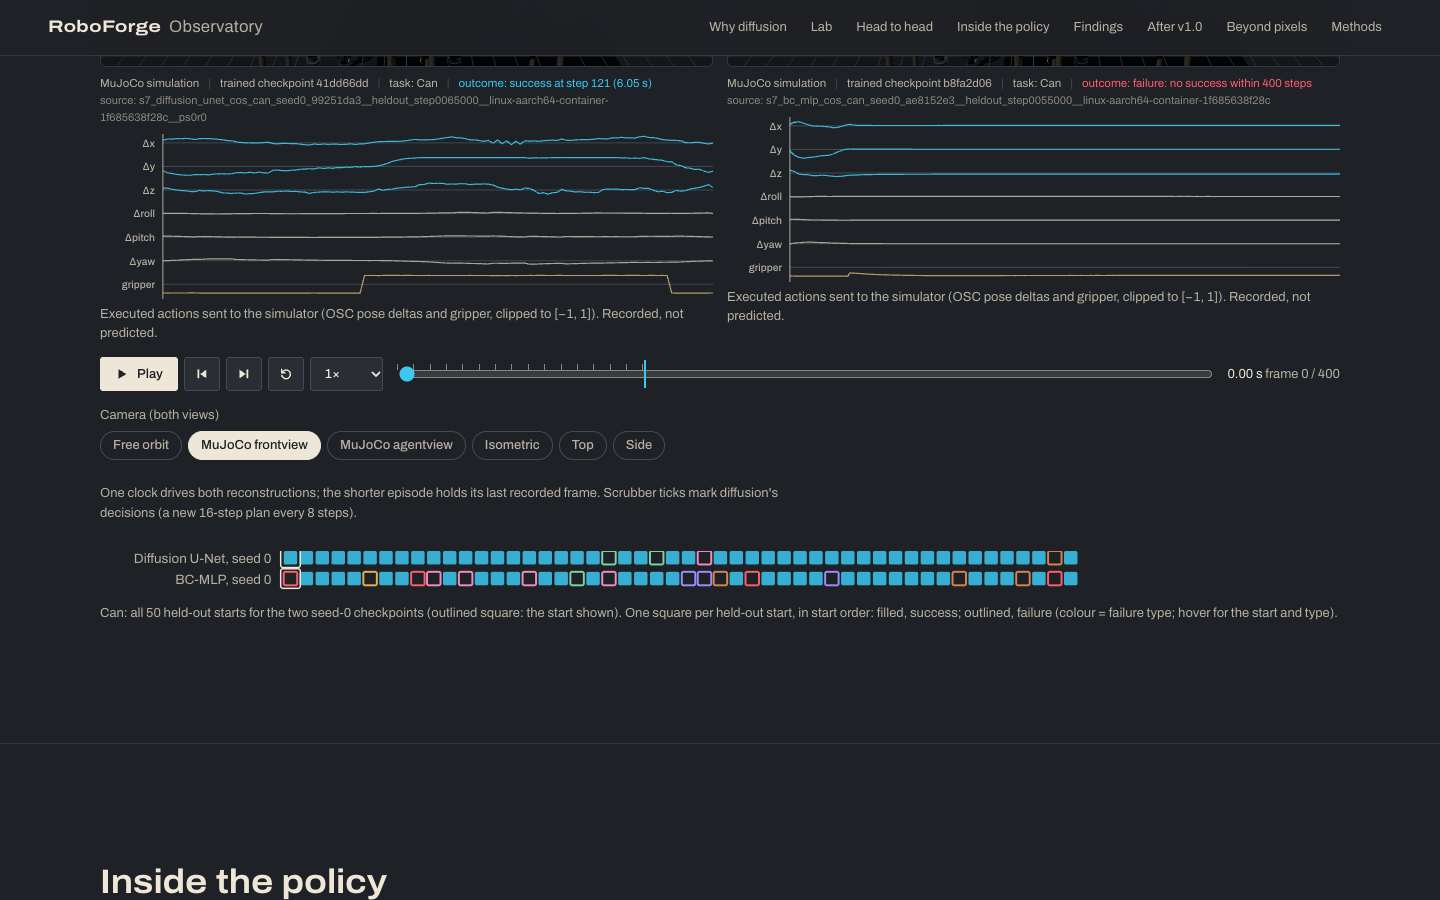 RoboForge Observatory
Why diffusion Lab Head to head Inside the policy Findings After v1.0 Beyond pixels Methods
MuJoCo simulation | trained checkpoint 41dd66dd | task: Can | outcome: success at step 121 (6.05 s)
source: s7_diffusion_unet_cos_can_seed0_99251da3__heldout_step0065000__linux-aarch64-container-
1f685638f28c__ps0r0
Δx
Δy
Δz
Δroll
Δpitch
Δyaw
gripper
Executed actions sent to the simulator (OSC pose deltas and gripper, clipped to [−1, 1]). Recorded, not
predicted.
MuJoCo simulation | trained checkpoint b8fa2d06 | task: Can | outcome: failure: no success within 400 steps
source: s7_bc_mlp_cos_can_seed0_ae8152e3__heldout_step0055000__linux-aarch64-container-1f685638f28c
Δx
Δy
Δz
Δroll
Δpitch
Δyaw
gripper
Executed actions sent to the simulator (OSC pose deltas and gripper, clipped to [−1, 1]). Recorded, not
predicted.
Play 1× 0.00 s frame 0 / 400
Camera (both views)
Free orbit MuJoCo frontview MuJoCo agentview Isometric Top Side
One clock drives both reconstructions; the shorter episode holds its last recorded frame. Scrubber ticks mark diffusion's
decisions (a new 16-step plan every 8 steps).
Diffusion U-Net, seed 0
BC-MLP, seed 0
Can: all 50 held-out starts for the two seed-0 checkpoints (outlined square: the start shown). One square per held-out start, in start order: filled, success; outlined, failure (colour = failure type; hover for the start and type).
Inside the policy